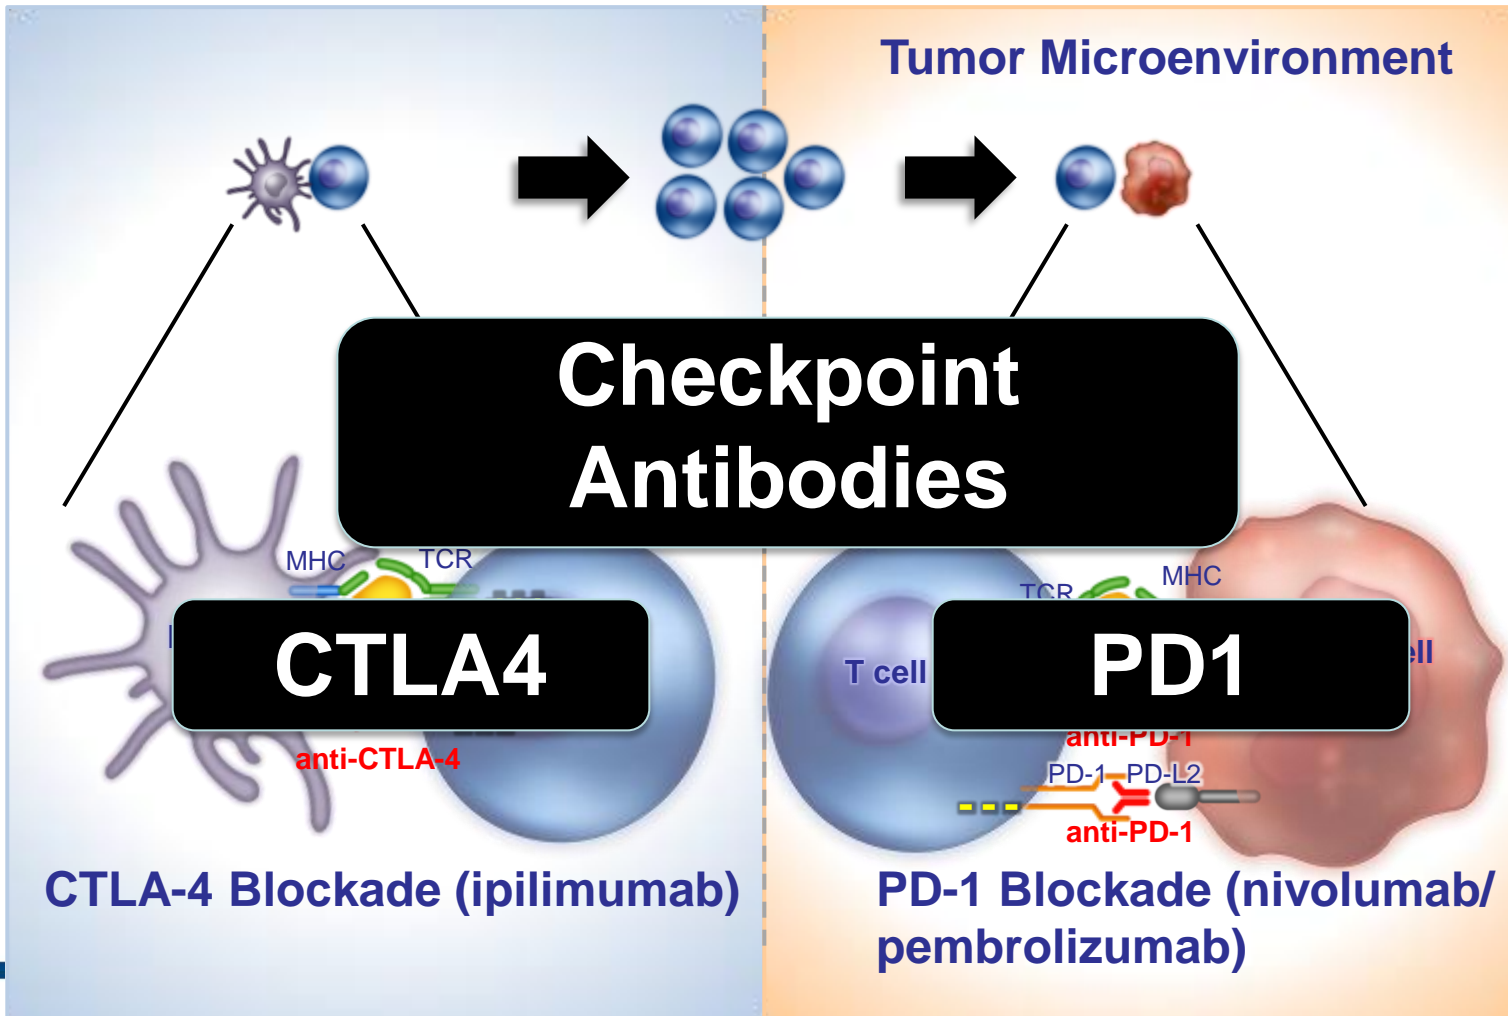 Tumor Microenvironment
Checkpoint
Antibodies
MHC
TCR
TCR
MHC
CTLA4
T cell
PD1
anti-CTLA-4
anti-PD-1
PD-1
PD-L2
anti-PD-1
CTLA-4 Blockade (ipilimumab)
PD-1 Blockade (nivolumab/
pembrolizumab)